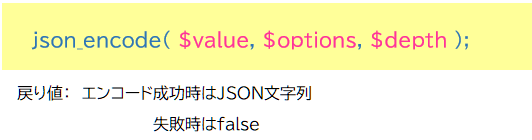 json_encode( $value, $options, $depth );
戻り値： エンコード成功時はJSON文字列
失敗時はfalse